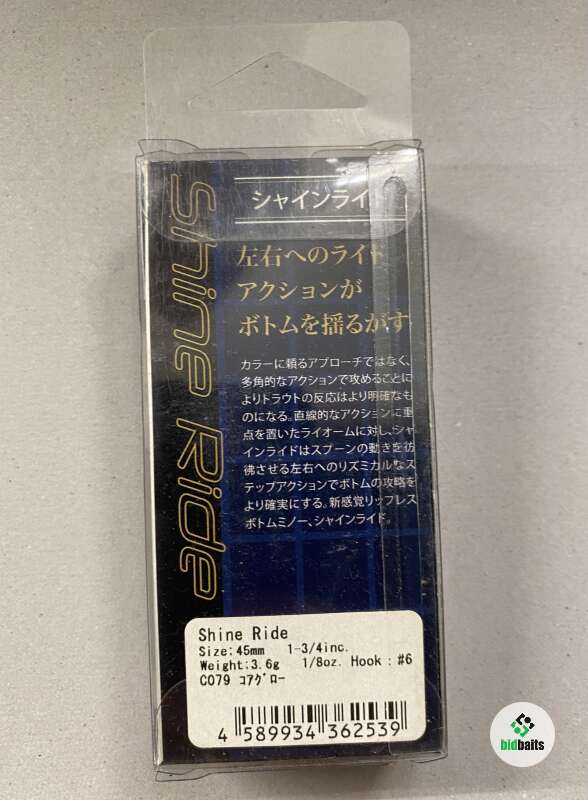 Shine Ride
シャインライド
左右へのライド
アクションが
ボトムを揺るがす
カラーに頼るアプローチではなく、
多角的なアクションで攻めることに
よりトラウトの反応はより明確なも
のになる。直線的なアクションに重
点を置いたライオームに対し、シャ
インライドはスプーンの動きを彷
彿させる左右へのリズミカルなス
テップアクションでボトムの攻略を
より確実にする。新感覚リップレス
ボトムミノー、シャインライド。
Shine Ride
Size:45mm 1-3/4inc.
Weight:3.6g 1/8oz. Hook : #6
C079 コアグロー
4 589934 362539
bidbaits